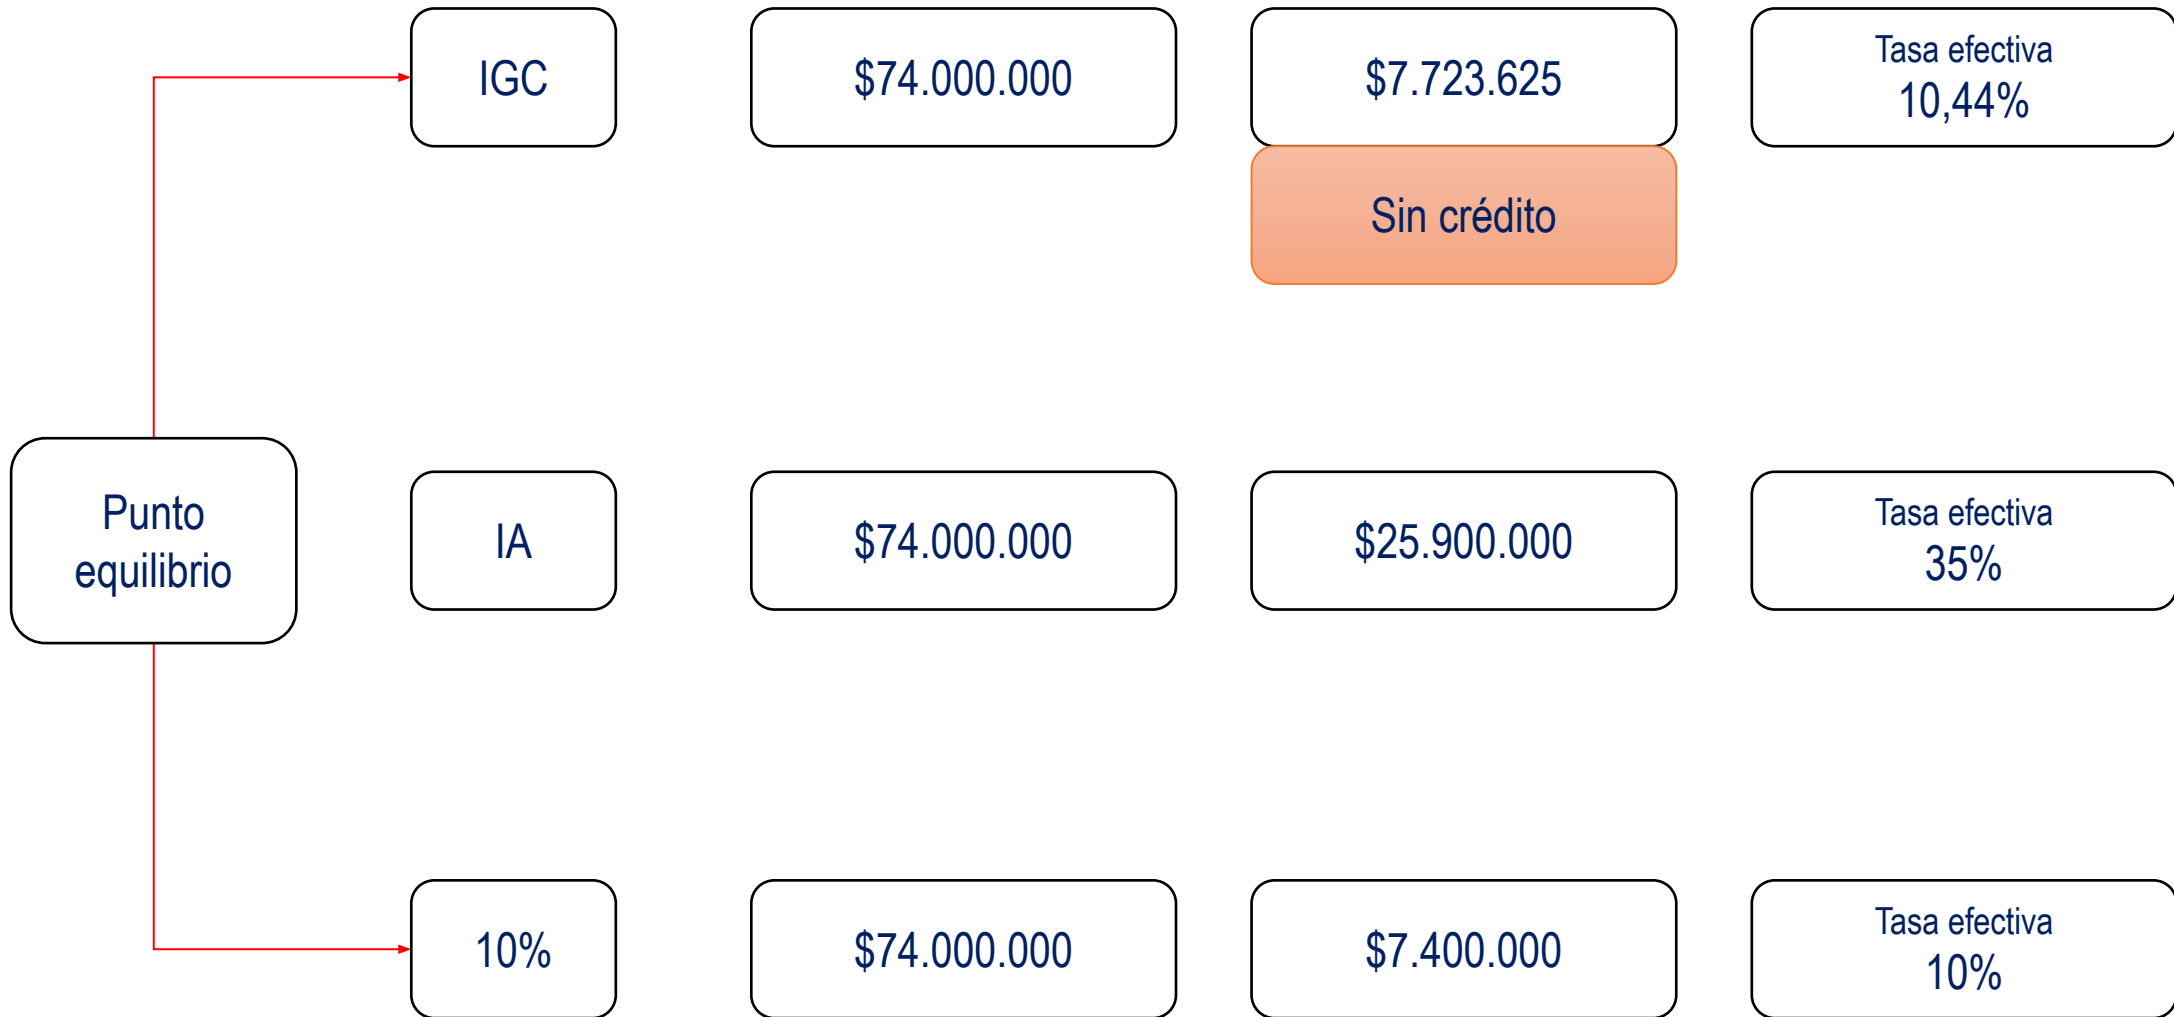 IGC
$74.000.000
$7.723.625
Tasa efectiva
10,44%
Sin crédito
Punto
equilibrio
IA
$74.000.000
$25.900.000
Tasa efectiva
35%
10%
$74.000.000
$7.400.000
Tasa efectiva
10%